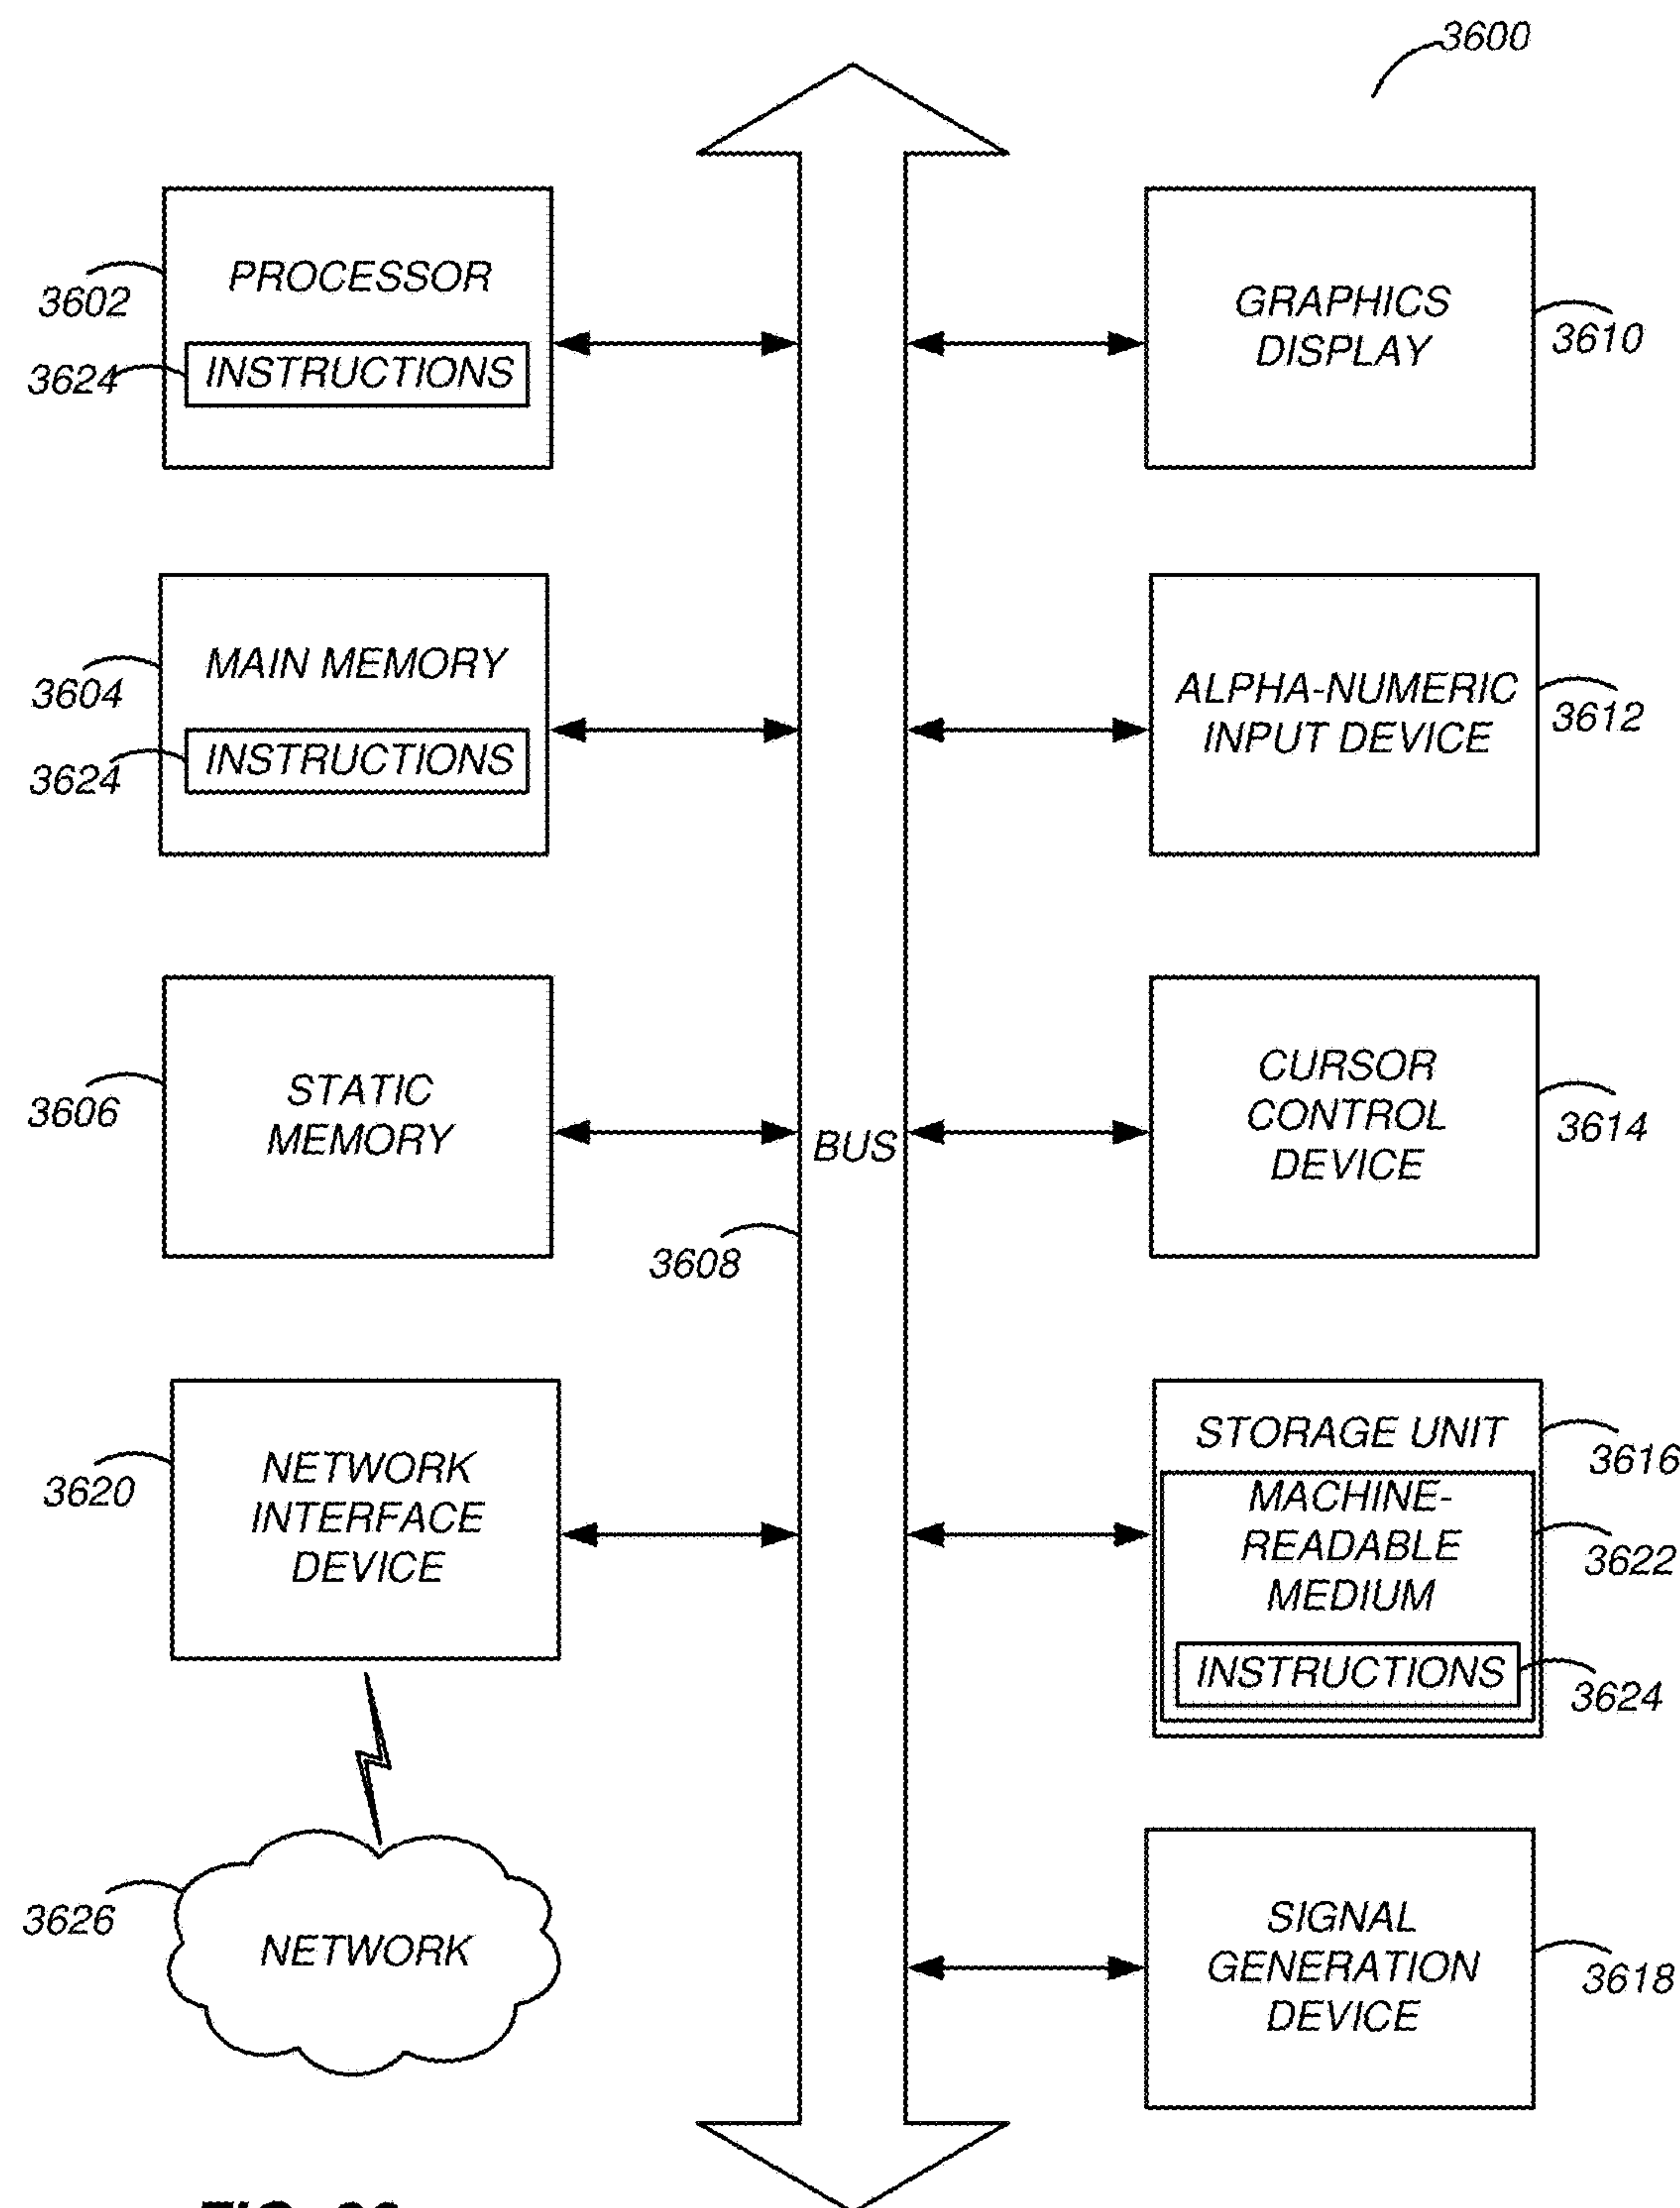 3600
PROCESSOR
3602
3624
INSTRUCTIONS
GRAPHICS
DISPLAY
3610
MAIN MEMORY
3604
3624
INSTRUCTIONS
ALPHA-NUMERIC
INPUT DEVICE
3612
STATIC
MEMORY
3606
BUS
3608
CURSOR
CONTROL
DEVICE
3614
NETWORK
INTERFACE
DEVICE
3620
STORAGE UNIT
3616
MACHINE-
READABLE
MEDIUM
3622
INSTRUCTIONS
3624
3626
NETWORK
SIGNAL
GENERATION
DEVICE
3618